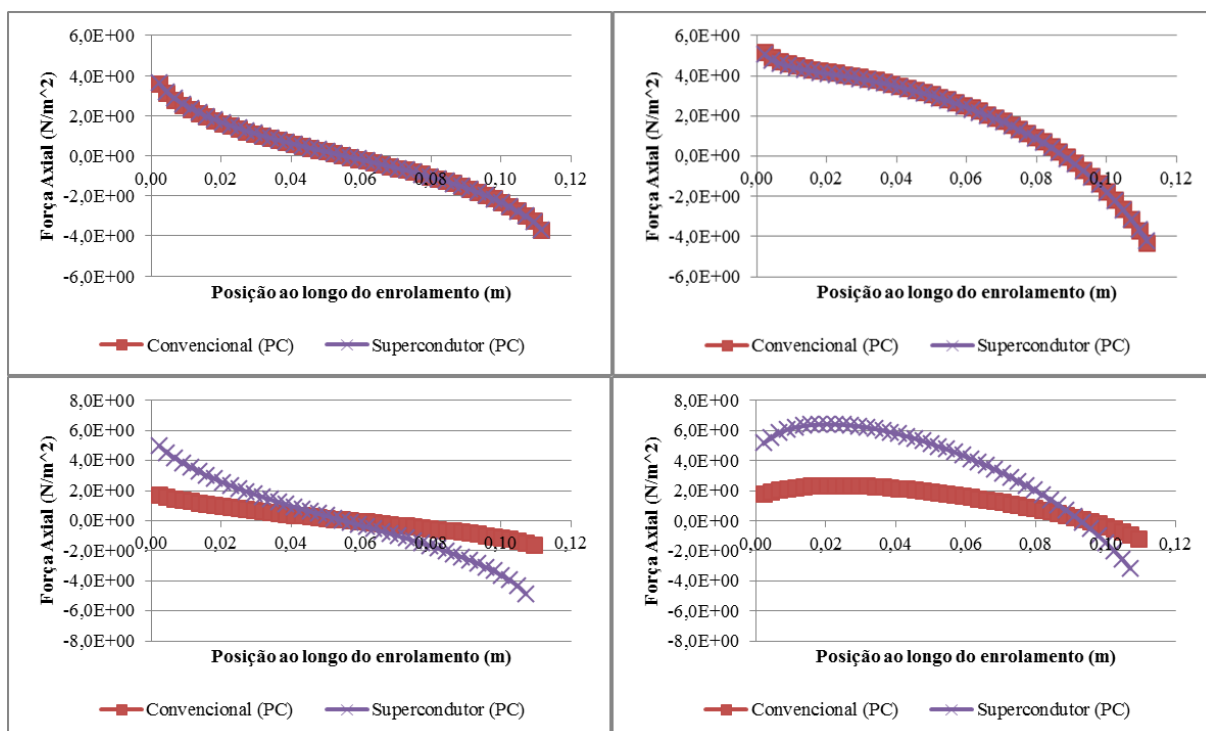 6,0E+00
4,0E+00
2,0E+00
0,0E+00
-2,0E+00
-4,0E+00
-6,0E+00
0,00 0,02 0,04 0,06 0,08 0,10 0,12
Força Axial (N/m^2)
Posição ao longo do enrolamento (m)
Convencional (PC) Supercondutor (PC)
6,0E+00
4,0E+00
2,0E+00
0,0E+00
-2,0E+00
-4,0E+00
-6,0E+00
0,00 0,02 0,04 0,06 0,08 0,10 0,12
Força Axial (N/m^2)
Posição ao longo do enrolamento (m)
Convencional (PC) Supercondutor (PC)
8,0E+00
6,0E+00
4,0E+00
2,0E+00
0,0E+00
-2,0E+00
-4,0E+00
-6,0E+00
-8,0E+00
0,00 0,02 0,04 0,06 0,08 0,10 0,12
Força Axial (N/m^2)
Posição ao longo do enrolamento (m)
Convencional (PC) Supercondutor (PC)
8,0E+00
6,0E+00
4,0E+00
2,0E+00
0,0E+00
-2,0E+00
-4,0E+00
-6,0E+00
-8,0E+00
0,00 0,02 0,04 0,06 0,08 0,10 0,12
Força Axial (N/m^2)
Posição ao longo do enrolamento (m)
Convencional (PC) Supercondutor (PC)